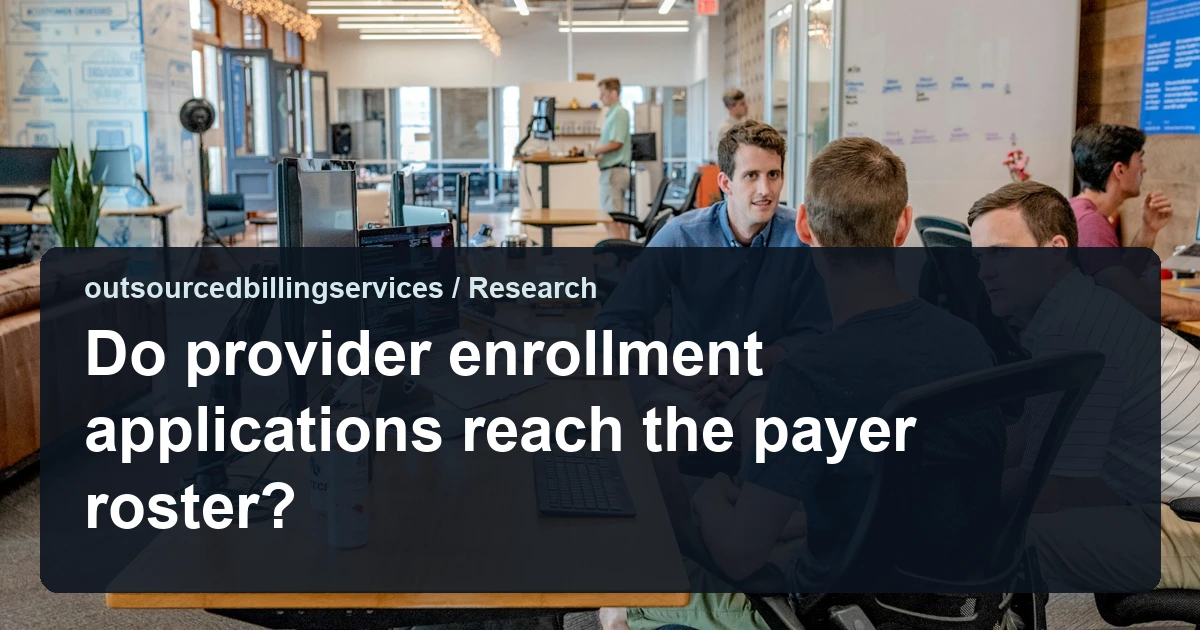 outsourcedbillingservices / Research
Do provider enrollment
applications reach the payer
roster?